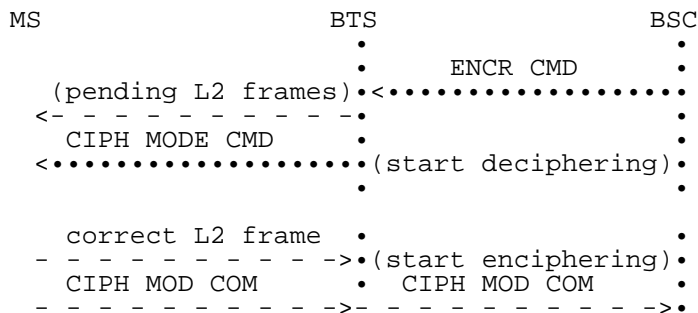 MS BTS BSC
ENCR CMD
(pending L2 frames)
CIPH MODE CMD
(start deciphering)
correct L2 frame
(start enciphering)
CIPH MOD COM CIPH MOD COM